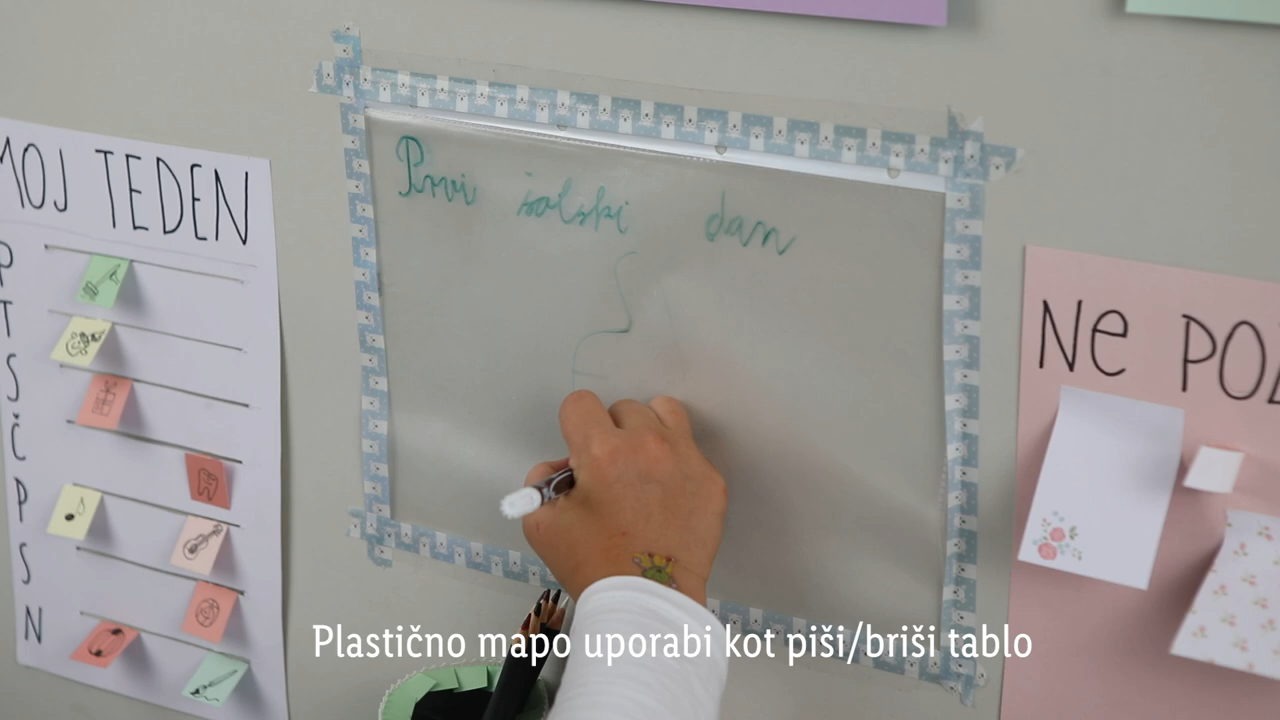 MOJ TEDEN
P
T
S
Č
P
S
N
Prvi šolski dan
Ne PO
Plastično mapo uporabi kot piši/briši tablo